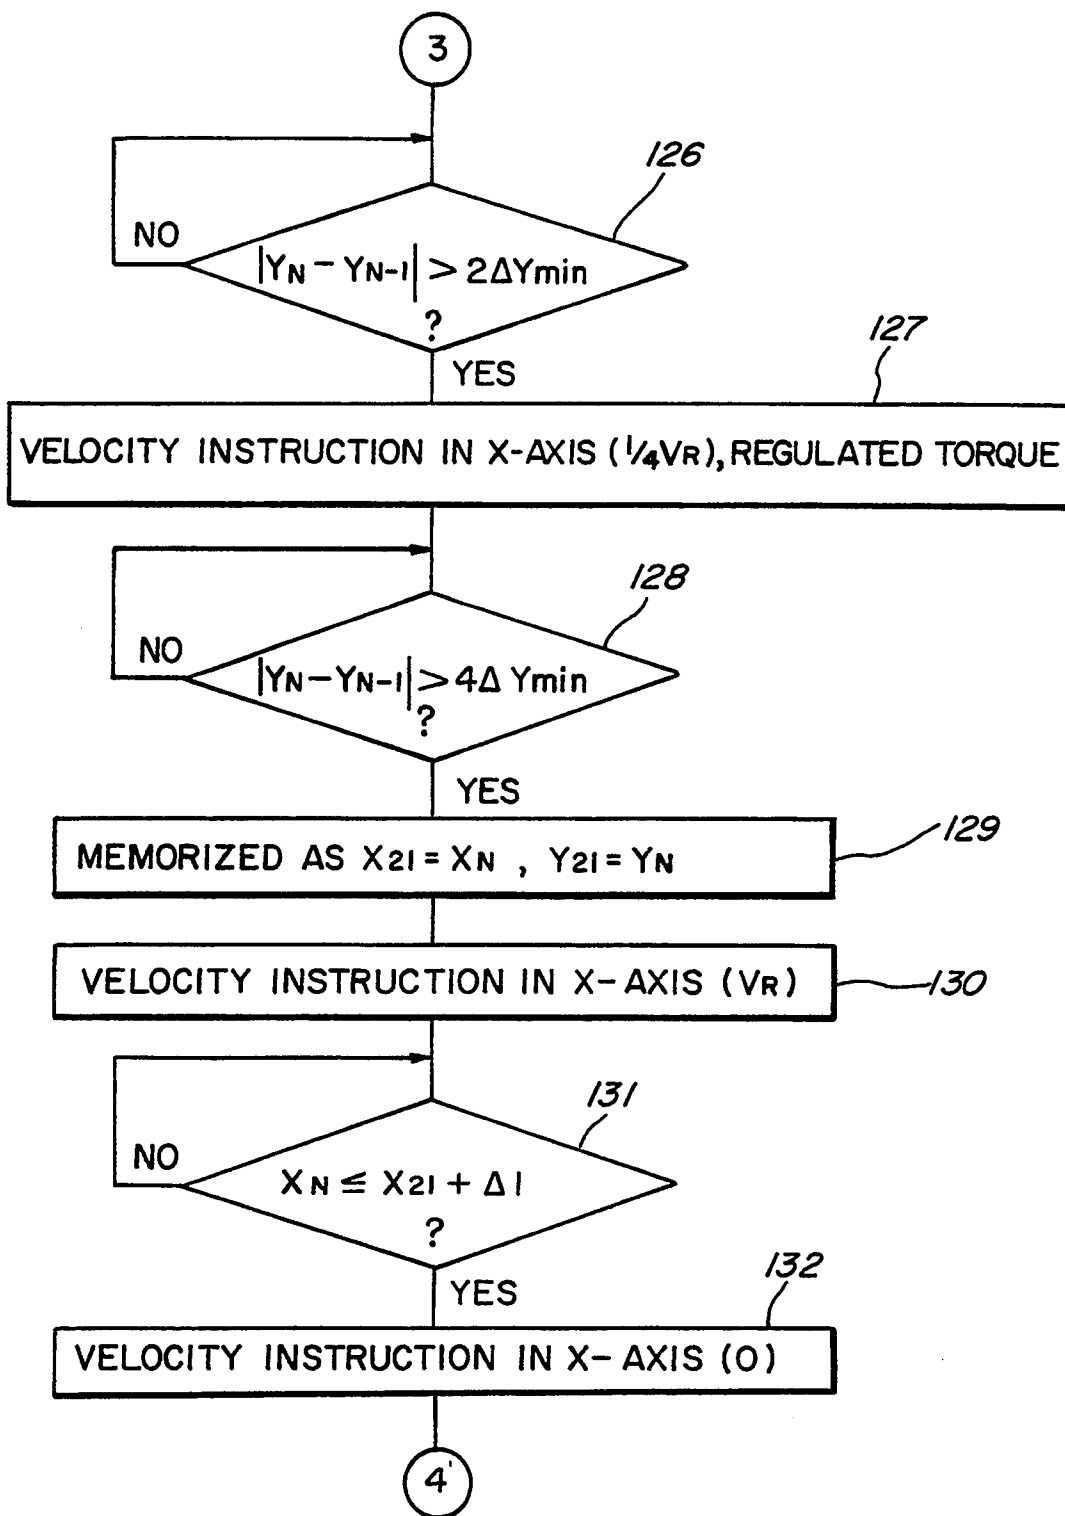 3
126
NO
|YN − YN-1| > 2ΔYmin
?
YES
127
VELOCITY INSTRUCTION IN X-AXIS (1/4VR), REGULATED TORQUE
128
NO
|YN − YN-1| > 4Δ Ymin
?
YES
129
MEMORIZED AS X21 = XN , Y21 = YN
VELOCITY INSTRUCTION IN X-AXIS (VR)
130
131
NO
XN ≦ X21 + Δl
?
YES
132
VELOCITY INSTRUCTION IN X-AXIS (0)
4'